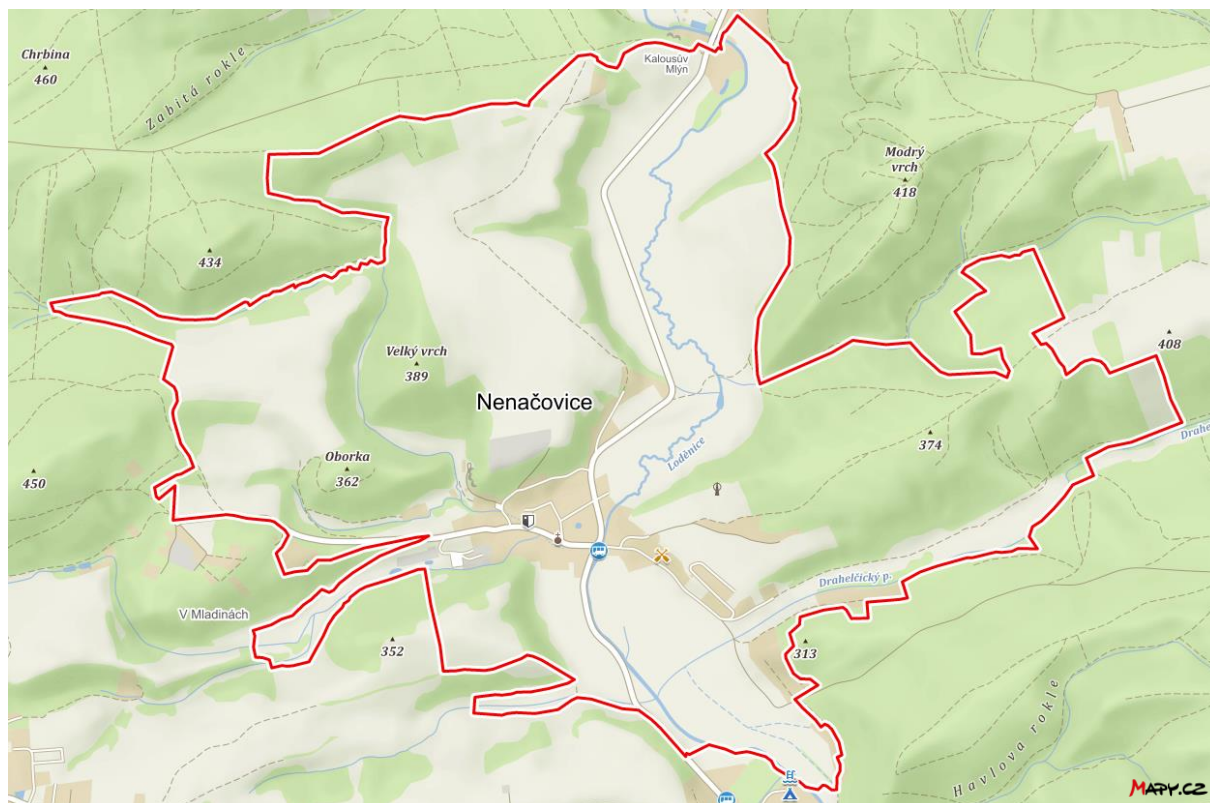 Chrbina
460
Zabitá rokle
Kalousův
Mlýn
Modrý
vrch
418
434
408
Velký vrch
389
Nenačovice
374
Loděnice
Oborka
362
450
Drahelčický p.
V Mladinách
352
313
Havlova rokle
MAPY.CZ